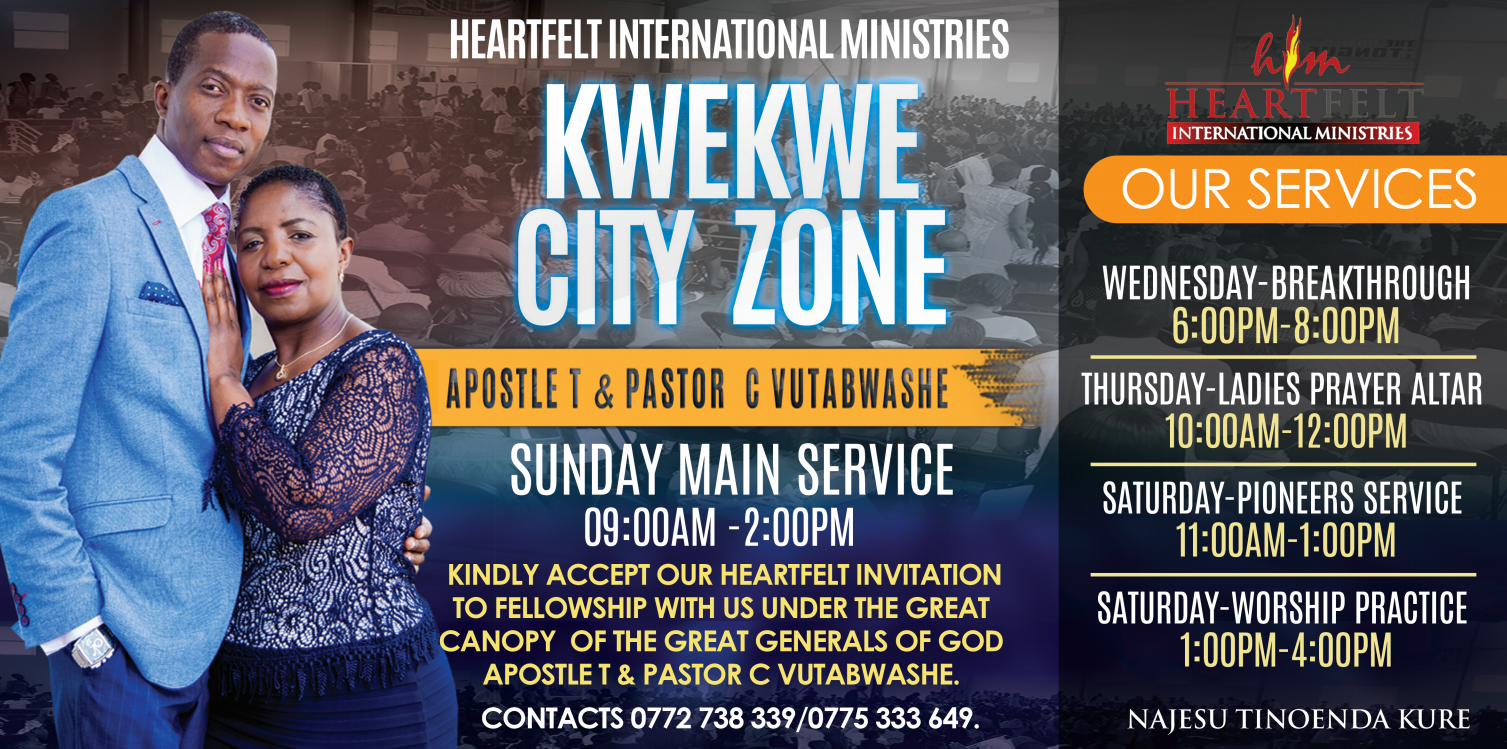 HEARTFELT INTERNATIONAL MINISTRIES
KWEKWE
CITY ZONE
APOSTLE T & PASTOR C VUTABWASHE
SUNDAY MAIN SERVICE
09:00AM -2:00PM
KINDLY ACCEPT OUR HEARTFELT INVITATION
TO FELLOWSHIP WITH US UNDER THE GREAT
CANOPY OF THE GREAT GENERALS OF GOD
APOSTLE T & PASTOR C VUTABWASHE.
CONTACTS 0772 738 339/0775 333 649.
him
HEARTFELT
INTERNATIONAL MINISTRIES
OUR SERVICES
WEDNESDAY-BREAKTHROUGH
6:00PM-8:00PM
THURSDAY-LADIES PRAYER ALTAR
10:00AM-12:00PM
SATURDAY-PIONEERS SERVICE
11:00AM-1:00PM
SATURDAY-WORSHIP PRACTICE
1:00PM-4:00PM
NAJESU TINOENDA KURE